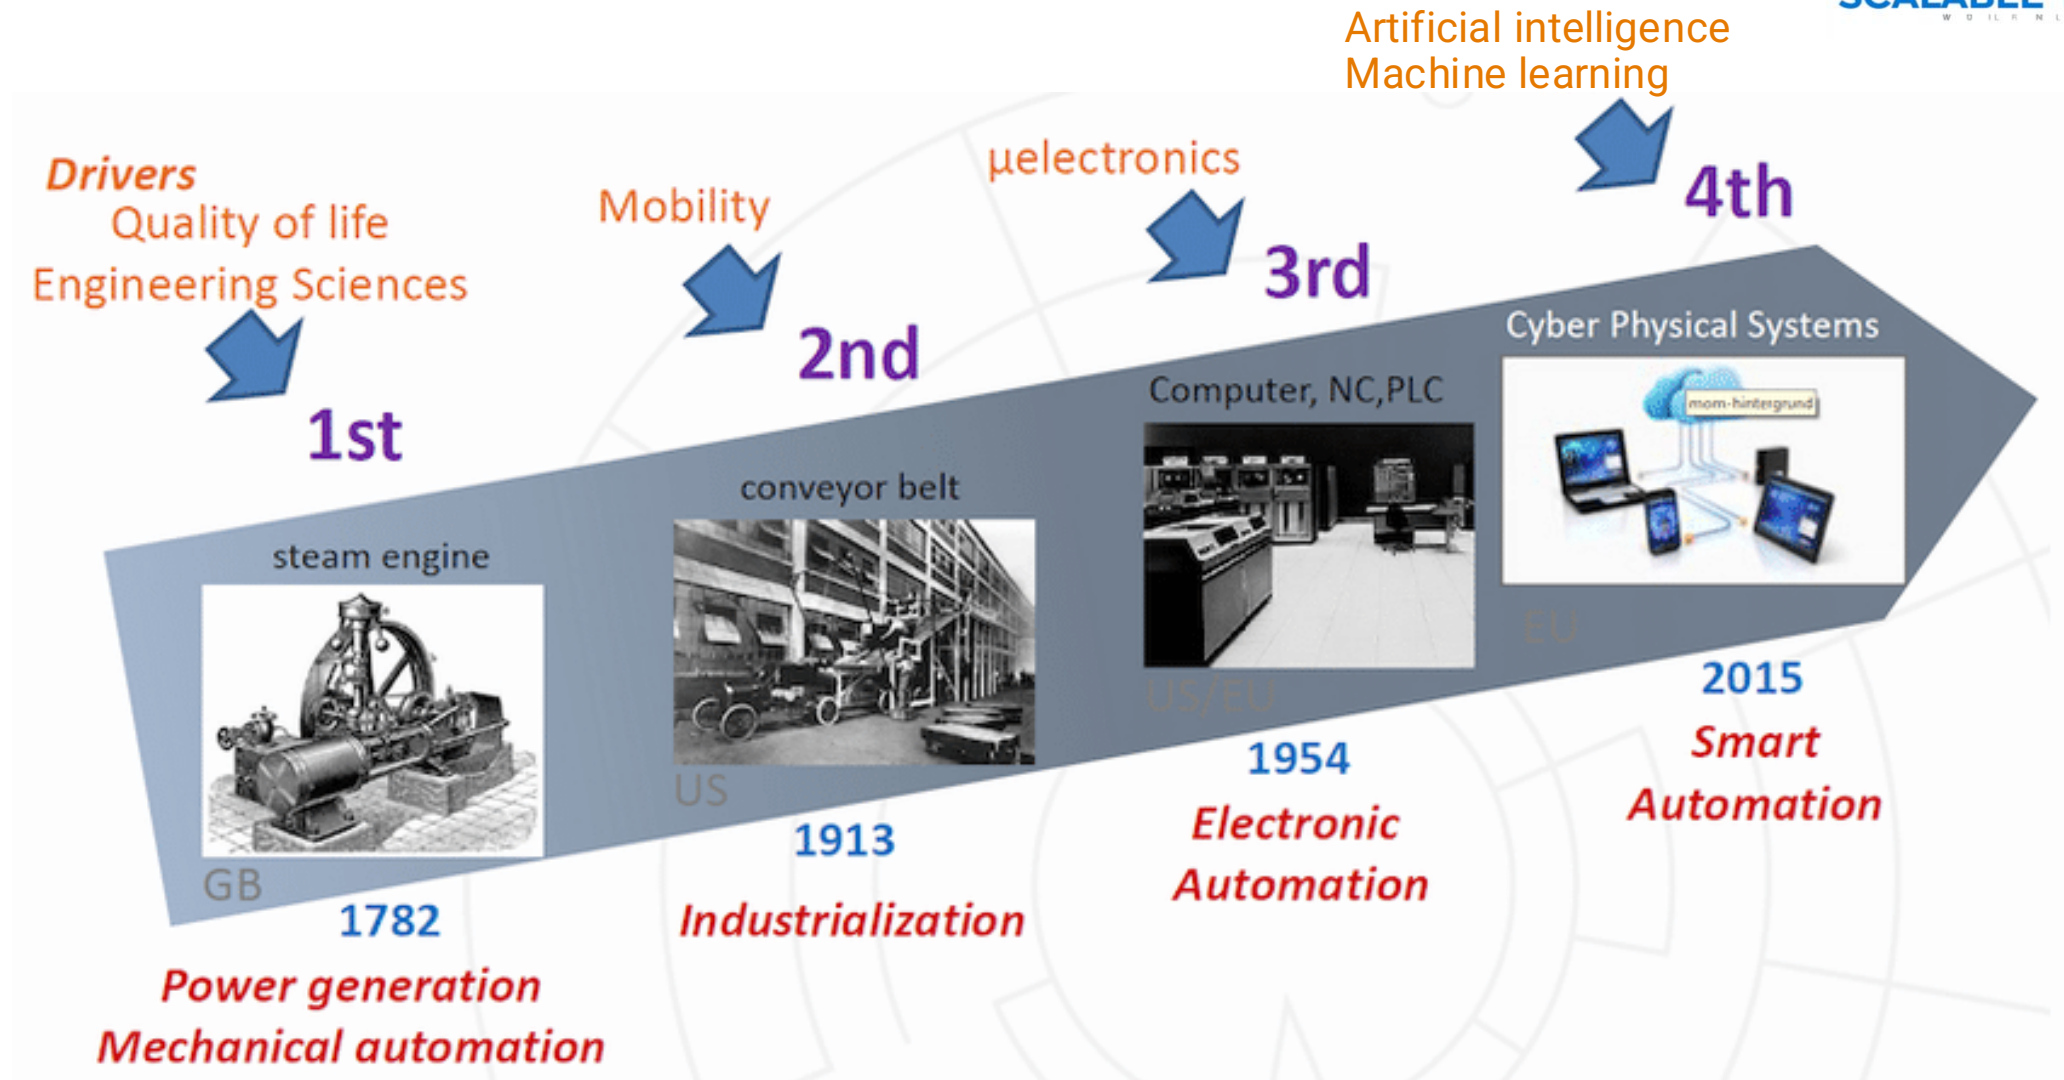 SCALABLE
Artificial intelligence
Machine learning
Drivers
Quality of life
Engineering Sciences
Mobility
µelectronics
1st
2nd
3rd
4th
steam engine
conveyor belt
Computer, NC,PLC
Cyber Physical Systems
mom-hintergrund
GB
US
US/EU
EU
1782
1913
1954
2015
Power generation
Mechanical automation
Industrialization
Electronic
Automation
Smart
Automation